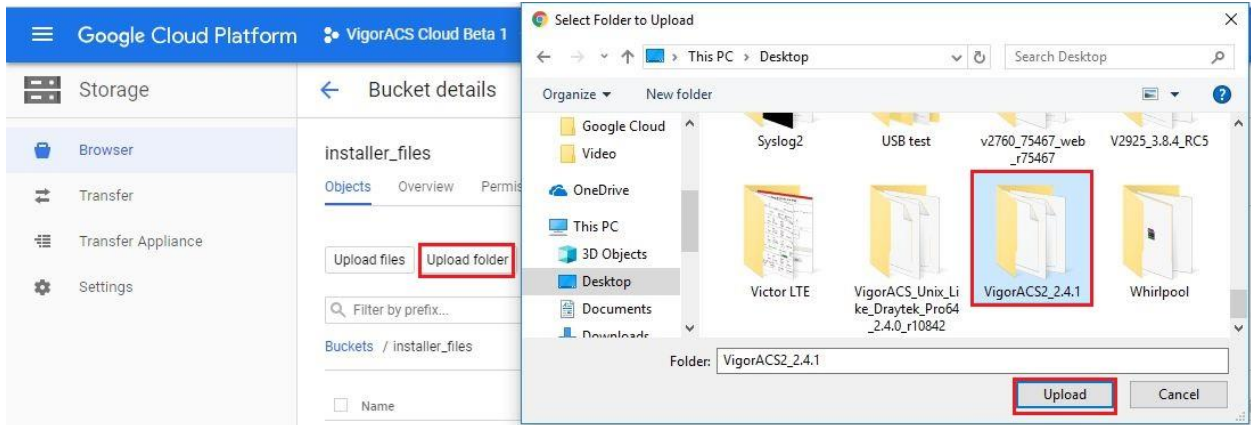 Google Cloud Platform
VigorACS Cloud Beta 1
Storage
Browser
Transfer
Transfer Appliance
Settings
Bucket details
installer_files
Objects Overview Permis
Upload files Upload folder
Filter by prefix...
Buckets / installer_files
Name
Select Folder to Upload
This PC > Desktop
Search Desktop
Organize New folder
Google Cloud
Video
OneDrive
This PC
3D Objects
Desktop
Documents
Downloads
Syslog2
USB test
v2760_75467_web
_r75467
V2925_3.8.4_RC5
Victor LTE
VigorACS_Unix_Li
ke_Draytek_Pro64
_2.4.0_r10842
VigorACS2_2.4.1
Whirlpool
Folder: VigorACS2_2.4.1
Upload Cancel